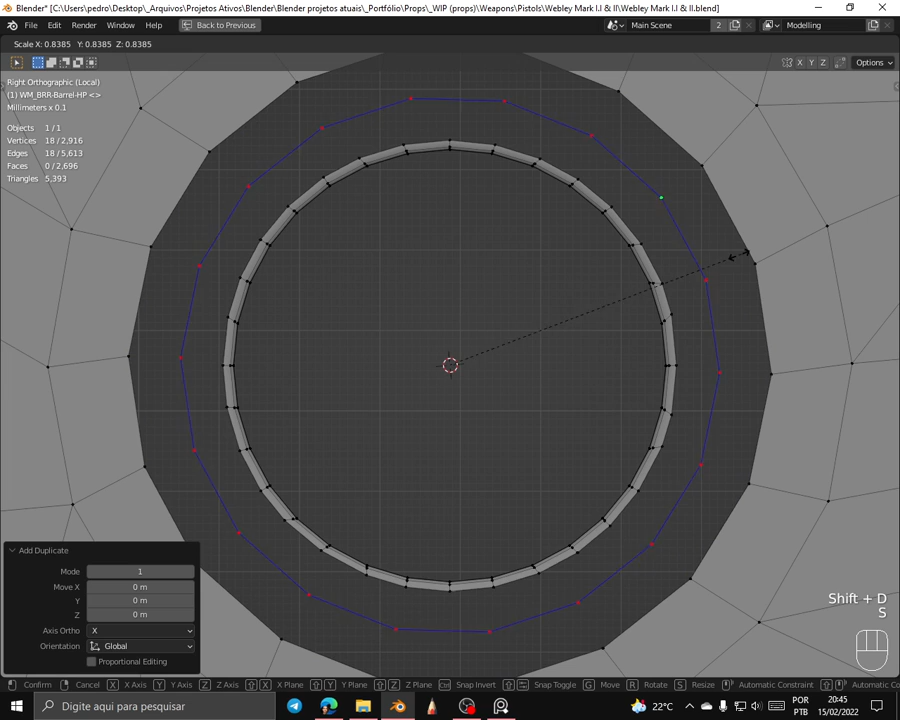 Blender* [C:\Users\pedro\Desktop\_Arquivos\Projetos Ativos\Blender\Blender projetos atuais\_Portfólio\Props\_WIP (props)\Weapons\Pistols\Webley Mark I.I & II\Webley Mark I.I & II.blend]
File Edit Render Window Help Back to Previous Main Scene 2 Modelling
Scale X: 0.8385 Y: 0.8385 Z: 0.8385
X Y Z Options
Right Orthographic (Local)
(1) WM_BRR-Barrel-HP <>
Millimeters x 0.1
Objects 1 / 1
Vertices 18 / 2,916
Edges 18 / 5,613
Faces 0 / 2,696
Triangles 5,393
Add Duplicate
Mode 1
Move X 0 m
Y 0 m
Z 0 m
Axis Ortho X
Orientation Global
Proportional Editing
Shift + D
S
Confirm Cancel X X Axis Y Y Axis Z Z Axis X X Plane Y Y Plane Z Z Plane Snap Invert Snap Toggle G Move R Rotate S Resize Automatic Constraint Automatic Co
Digite aqui para pesquisar
22°C
POR
PTB
20:45
15/02/2022